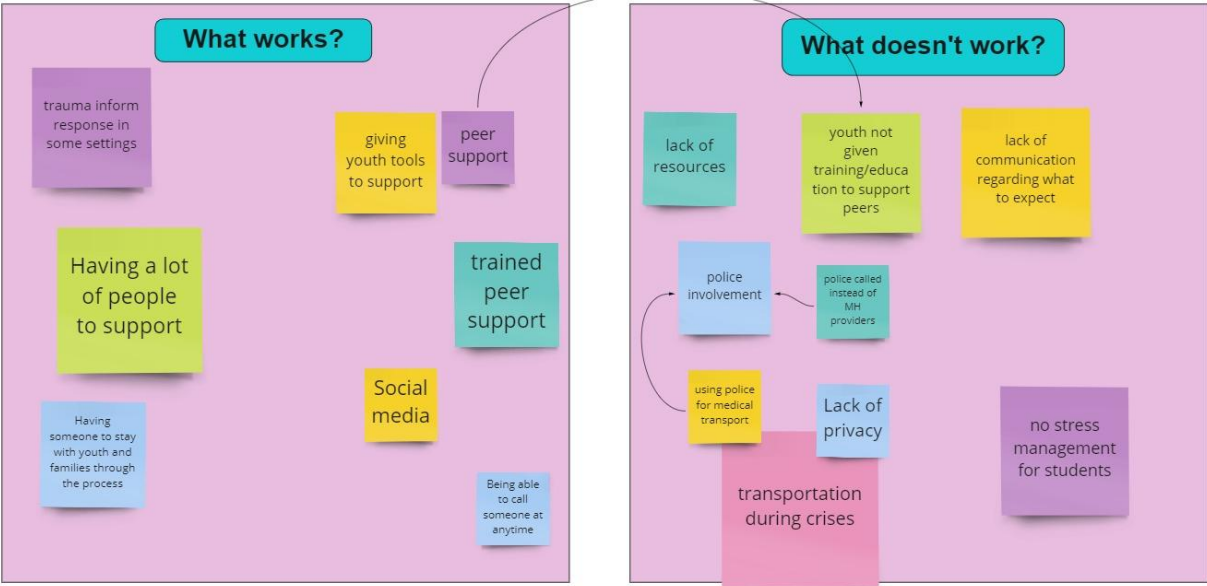 What works?
trauma inform
response in
some settings
giving
youth tools
to support
peer
support
Having a lot
of people
to support
trained
peer
support
Social
media
Having
someone to stay
with youth and
families through
the process
Being able
to call
someone at
anytime
What doesn't work?
lack of
resources
youth not
given
training/educa
tion to support
peers
lack of
communication
regarding what
to expect
police
involvement
police called
instead of
MH
providers
using police
for medical
transport
Lack of
privacy
no stress
management
for students
transportation
during crises